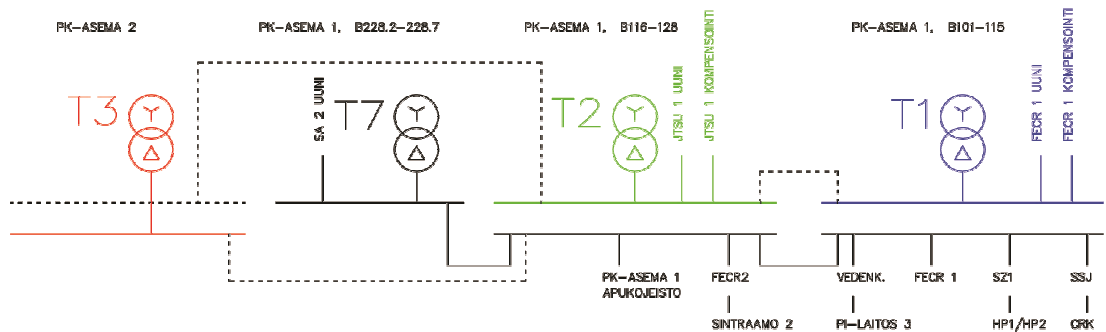 PK-ASEMA 2
PK-ASEMA 1, B228.2-228.7
PK-ASEMA 1, B116-128
PK-ASEMA 1, B101-115
T3
SA 2 UUNI
T7
T2
JTSU 1 UUNI
JTSU 1 KOMPENSOINTI
T1
FECR 1 UUNI
FECR 1 KOMPENSOINTI
PK-ASEMA 1
APUKOJEISTO
FECR2
VEDENK.
FECR 1
SZ1
SSJ
SINTRAAMO 2
PI-LAITOS 3
HP1/HP2
CRK